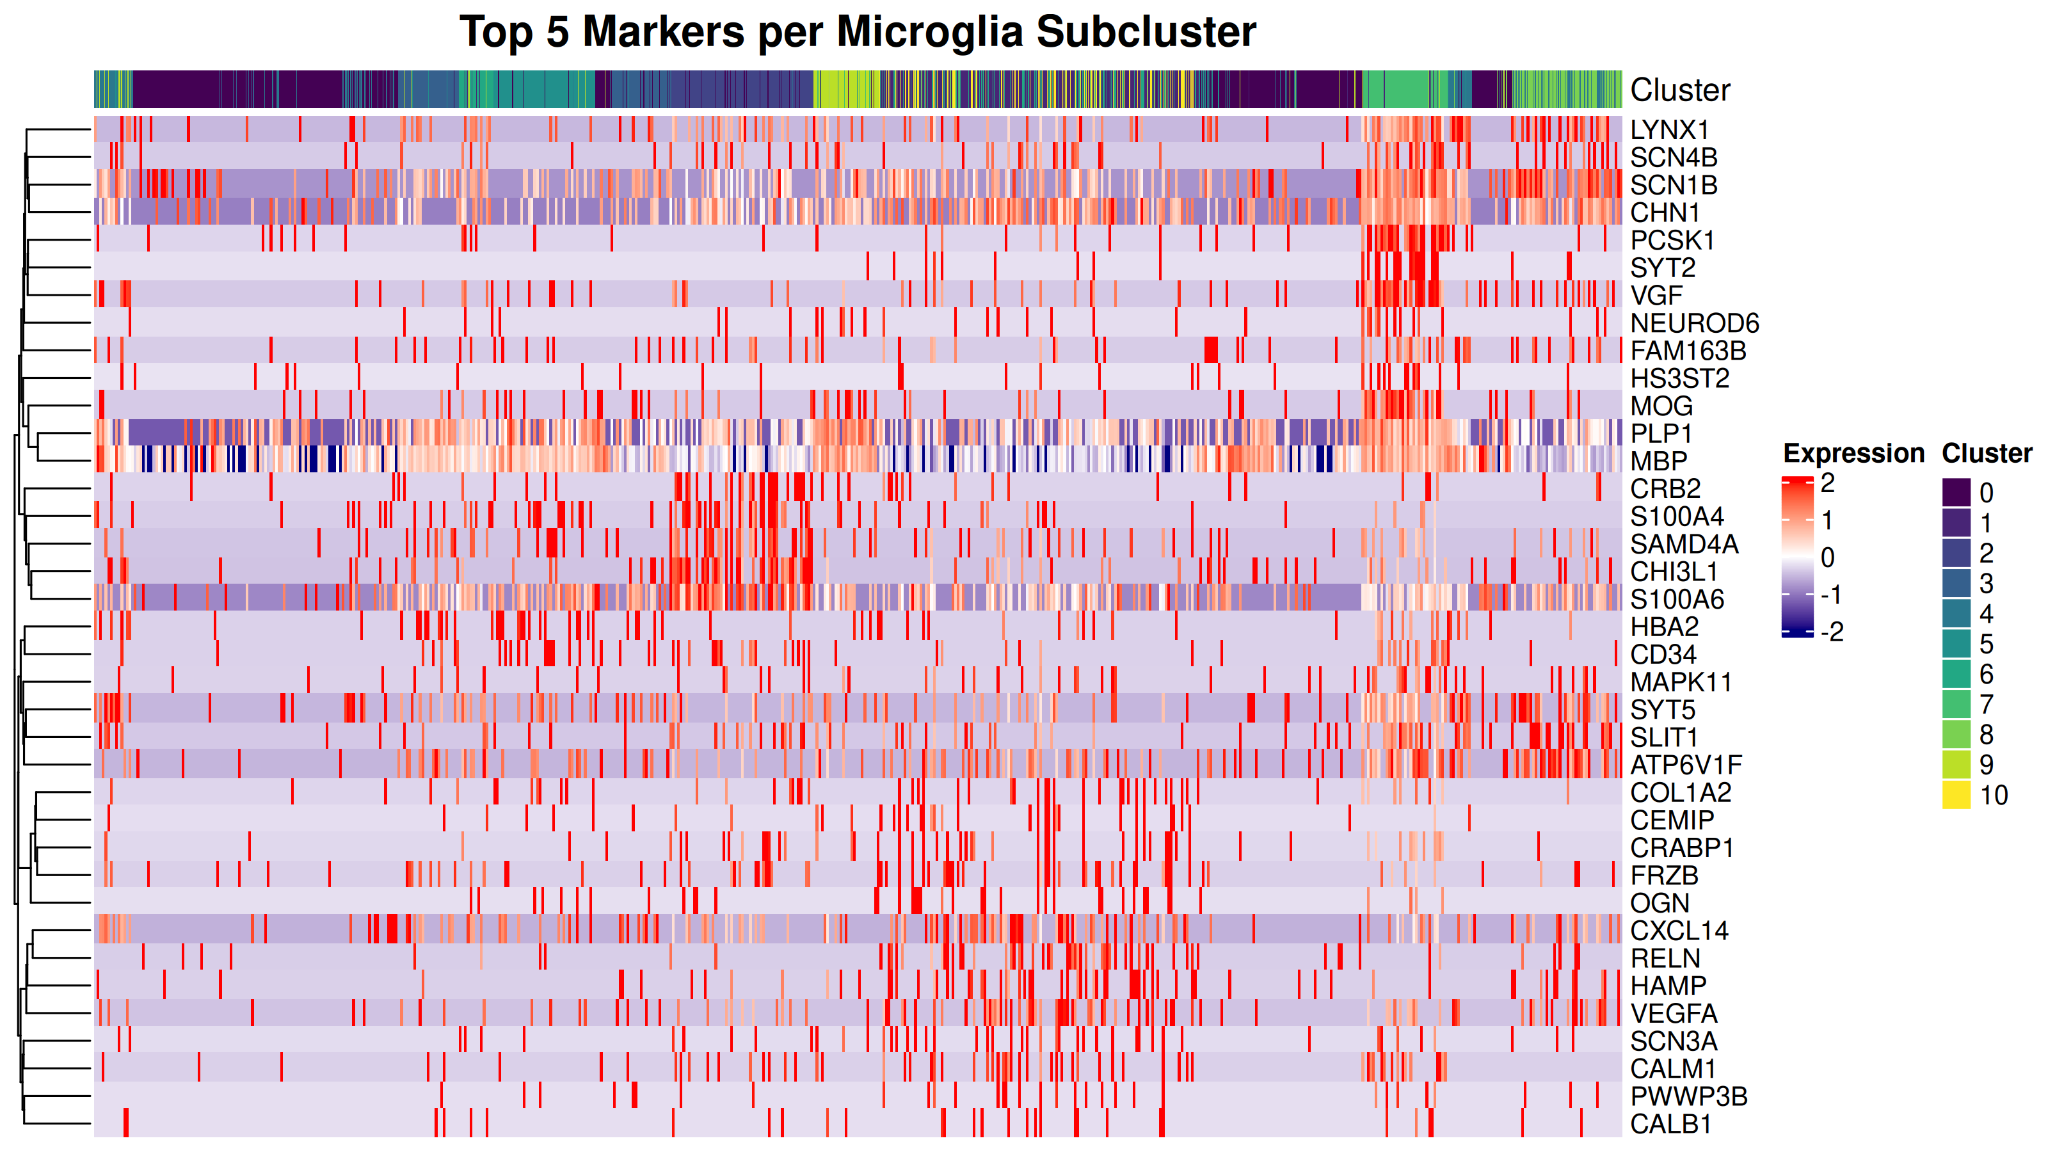 Top 5 Markers per Microglia Subcluster
Cluster
LYNX1
SCN4B
SCN1B
CHN1
PCSK1
SYT2
VGF
NEUROD6
FAM163B
HS3ST2
MOG
PLP1
MBP
CRB2
S100A4
SAMD4A
CHI3L1
S100A6
HBA2
CD34
MAPK11
SYT5
SLIT1
ATP6V1F
COL1A2
CEMIP
CRABP1
FRZB
OGN
CXCL14
RELN
HAMP
VEGFA
SCN3A
CALM1
PWWP3B
CALB1
Expression
2
1
0
-1
-2
Cluster
0
1
2
3
4
5
6
7
8
9
10